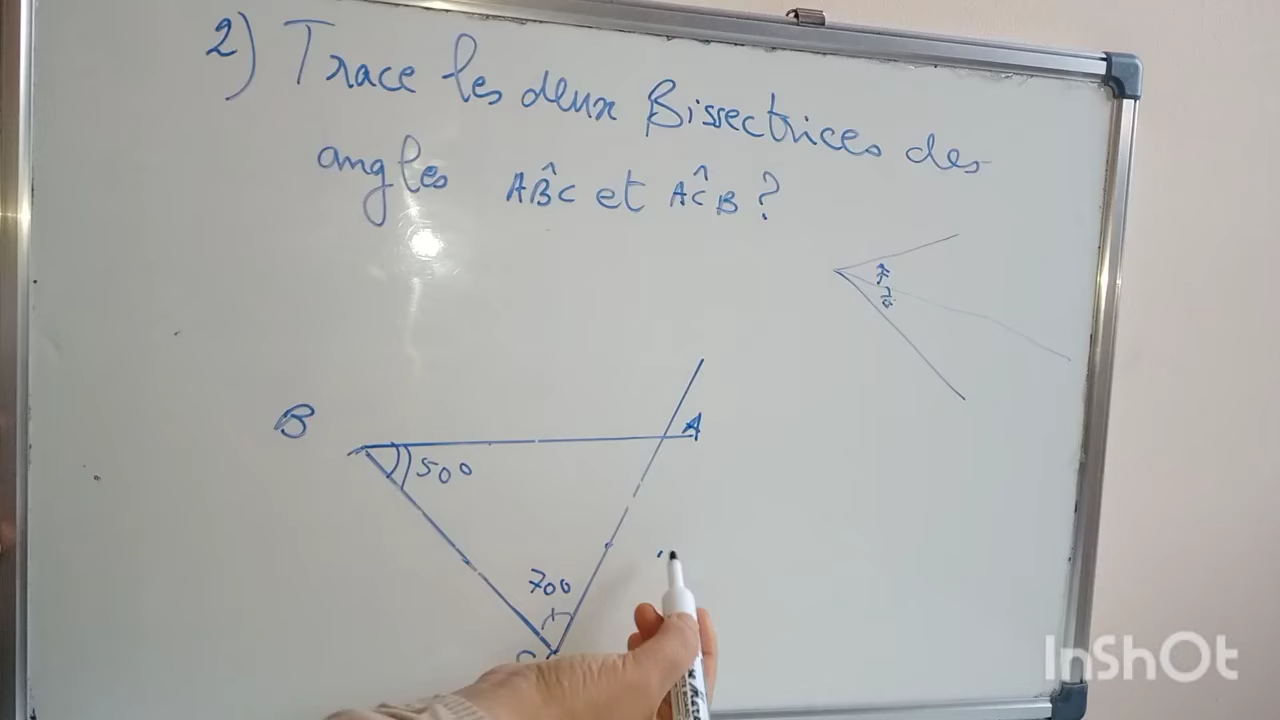 2) Trace les deux Bissectrices des
angles AB̂C et AĈB ?
B
A
50°
70°
C
InShOt